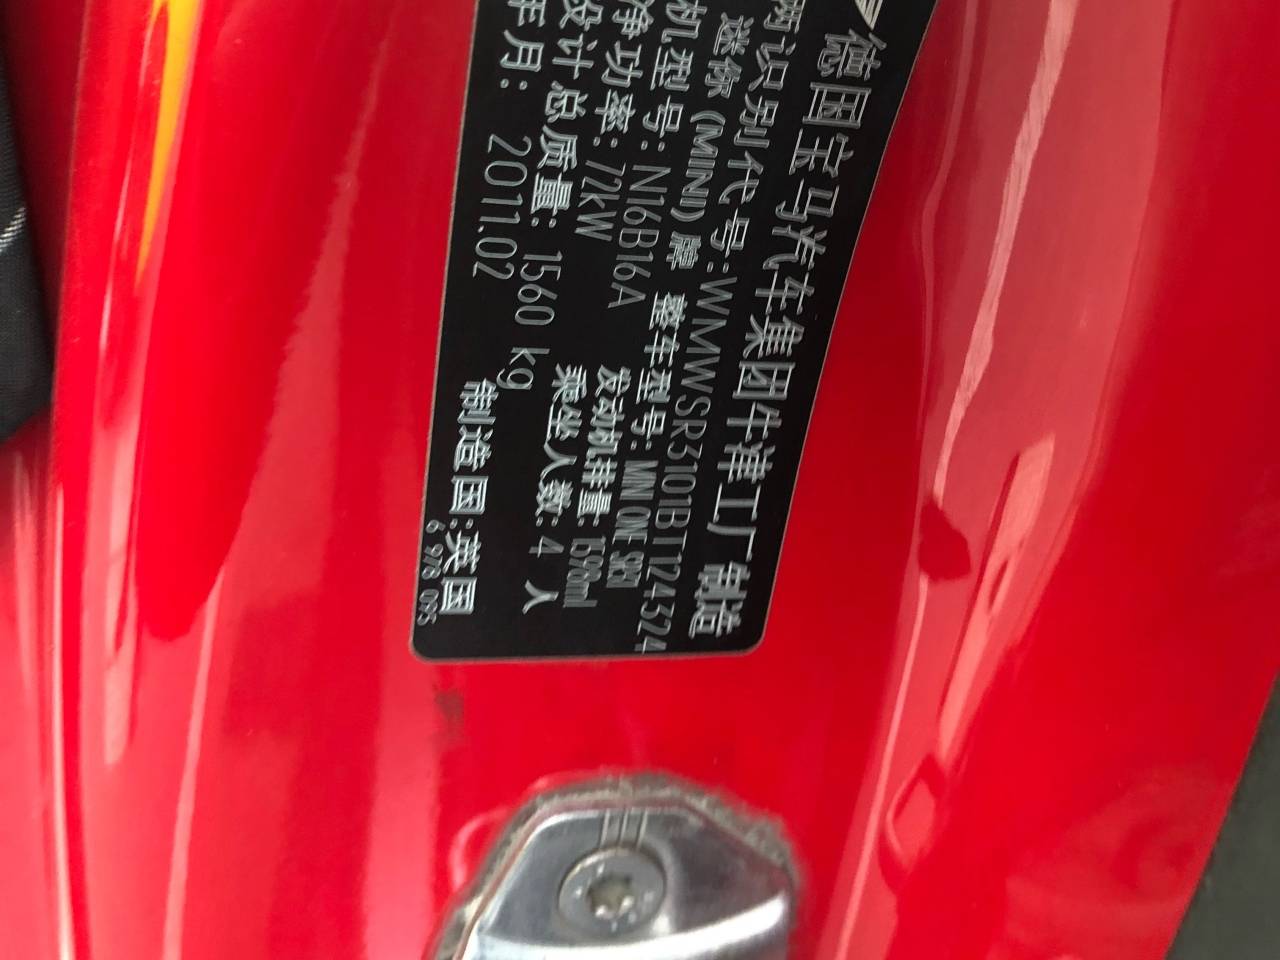 德国宝马汽车集团牛津工厂 制造
辆识别代号:WMWSR3101BT124524
迷你（MINI）牌 整车型号: MINI ONE SR31
机型号: N16B16A 发动机排量: 1598ml
净功率: 72kW 乘坐人数: 4 人
设计总质量: 1560 kg
年月: 2011.02 制造国:英国
6 978 095